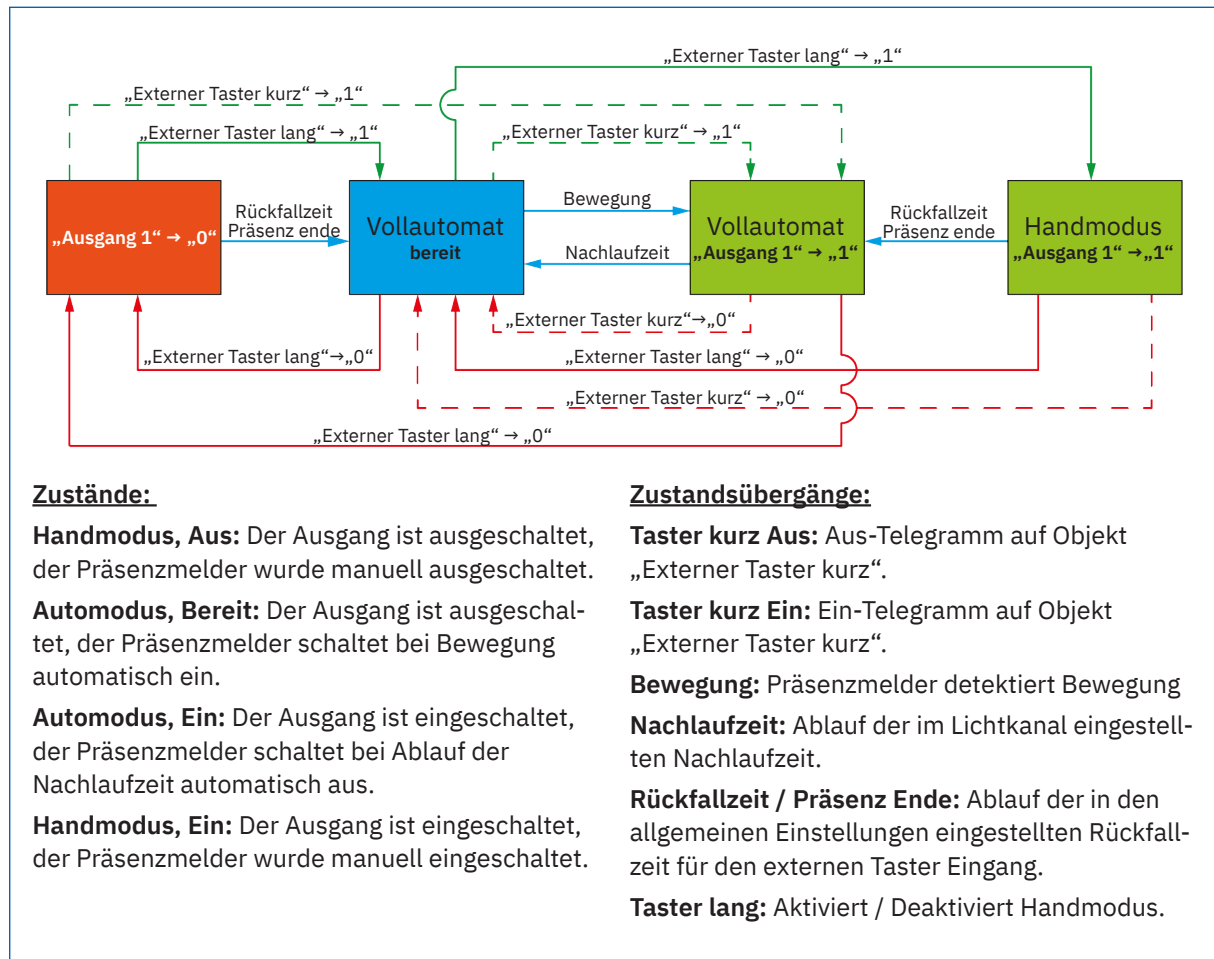 „Externer Taster lang“ → „1“
„Externer Taster kurz“ → „1“
„Externer Taster lang“ → „1“
„Externer Taster kurz“ → „1“
„Ausgang 1“ → „0“
Rückfallzeit
Präsenz ende
Vollautomat
bereit
Bewegung
Nachlaufzeit
Vollautomat
„Ausgang 1“ → „1“
Rückfallzeit
Präsenz ende
Handmodus
„Ausgang 1“ →„1“
„Externer Taster kurz“→„0“
„Externer Taster lang“→„0“
„Externer Taster lang“ → „0“
„Externer Taster kurz“ → „0“
„Externer Taster lang“ → „0“
Zustände:
Handmodus, Aus: Der Ausgang ist ausgeschaltet,
der Präsenzmelder wurde manuell ausgeschaltet.
Automodus, Bereit: Der Ausgang ist ausgeschal-
tet, der Präsenzmelder schaltet bei Bewegung
automatisch ein.
Automodus, Ein: Der Ausgang ist eingeschaltet,
der Präsenzmelder schaltet bei Ablauf der
Nachlaufzeit automatisch aus.
Handmodus, Ein: Der Ausgang ist eingeschaltet,
der Präsenzmelder wurde manuell eingeschaltet.
Zustandsübergänge:
Taster kurz Aus: Aus-Telegramm auf Objekt
„Externer Taster kurz“.
Taster kurz Ein: Ein-Telegramm auf Objekt
„Externer Taster kurz“.
Bewegung: Präsenzmelder detektiert Bewegung
Nachlaufzeit: Ablauf der im Lichtkanal eingestell-
ten Nachlaufzeit.
Rückfallzeit / Präsenz Ende: Ablauf der in den
allgemeinen Einstellungen eingestellten Rückfall-
zeit für den externen Taster Eingang.
Taster lang: Aktiviert / Deaktiviert Handmodus.